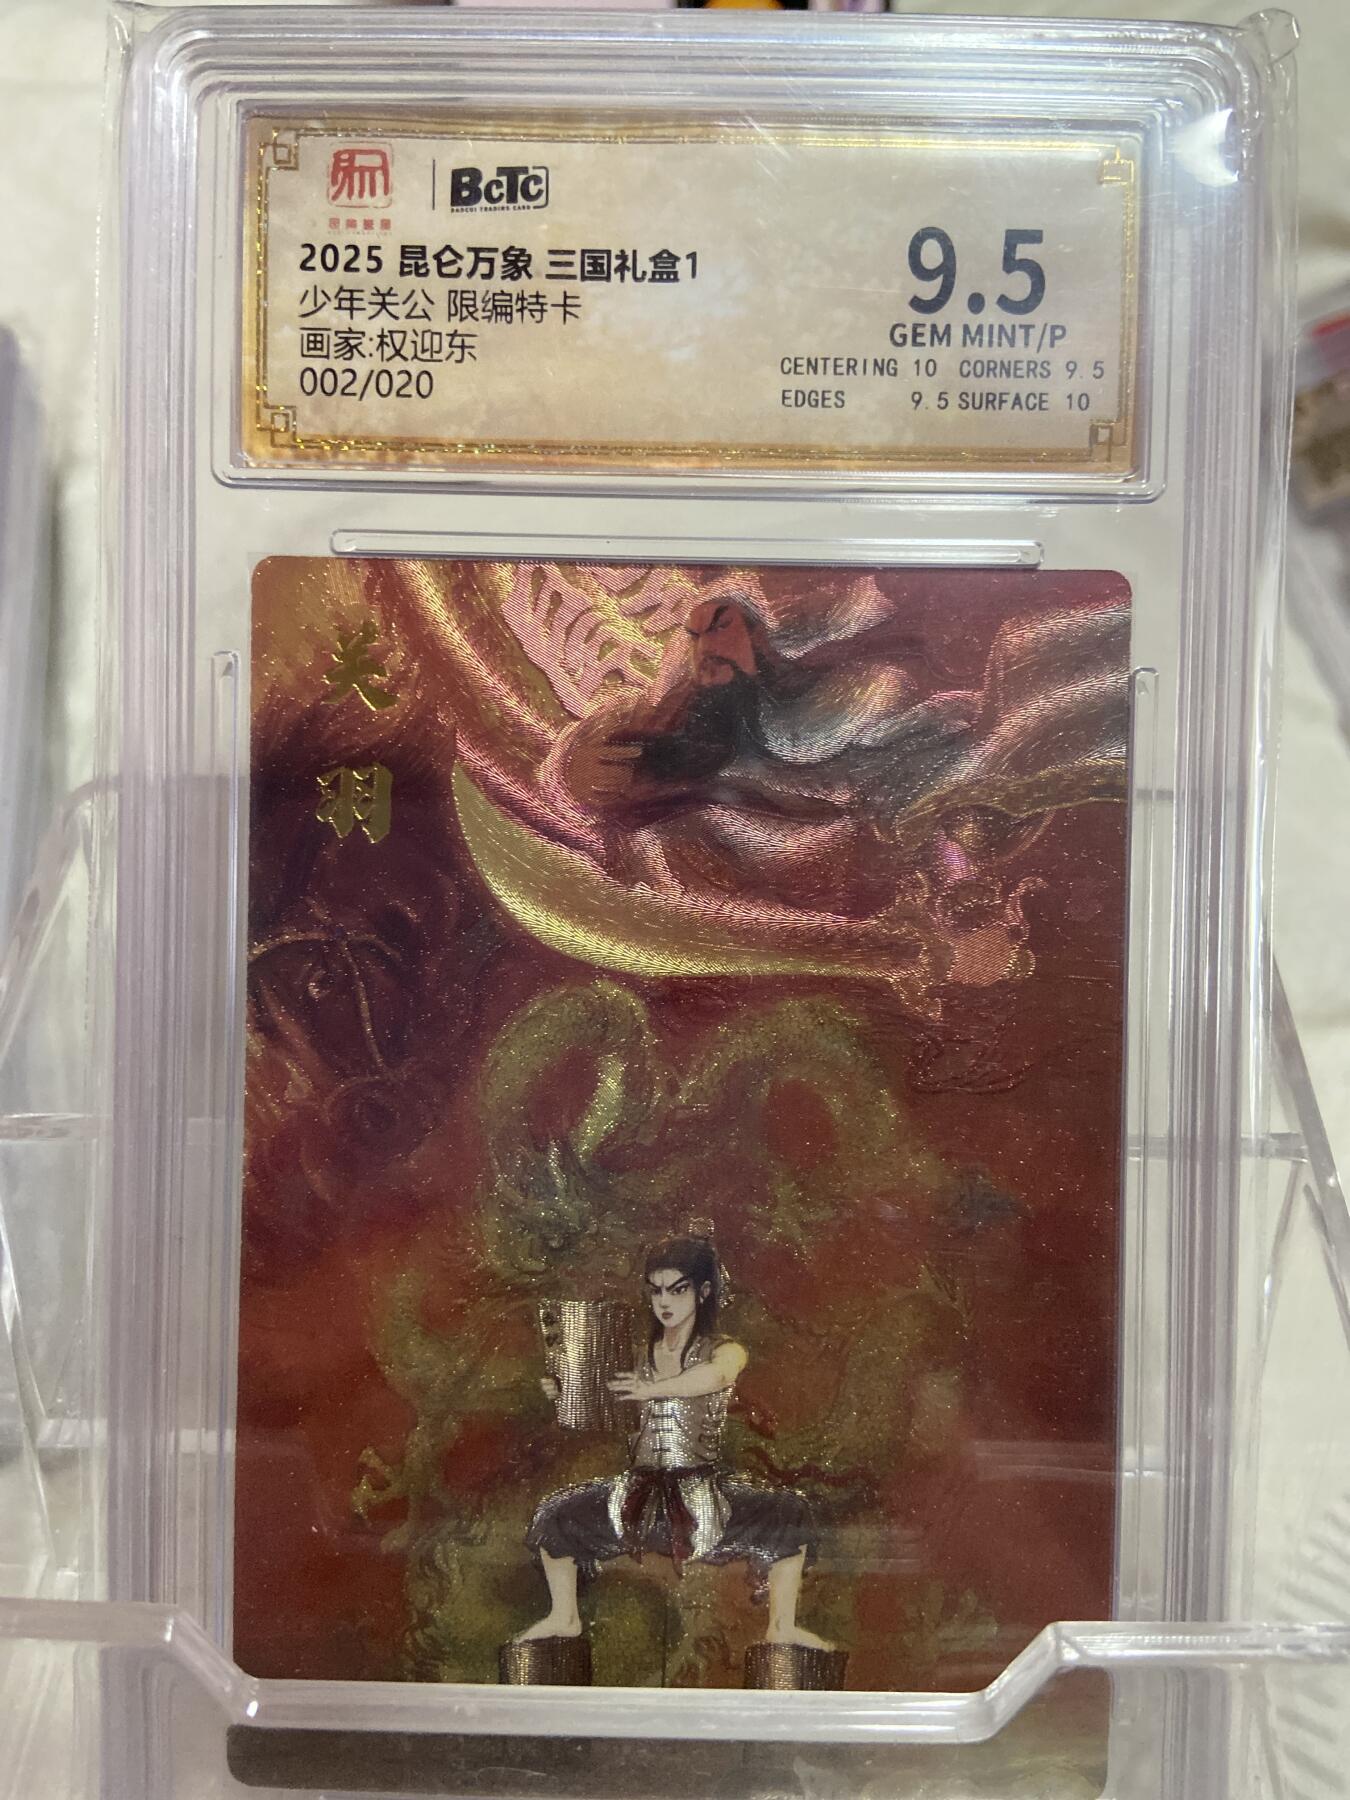 BCTC
2025 昆仑万象 三国礼盒1
少年关公 限编特卡
画家:权迎东
002/020
9.5
GEM MINT/P
CENTERING 10 CORNERS 9.5
EDGES 9.5 SURFACE 10
关
羽